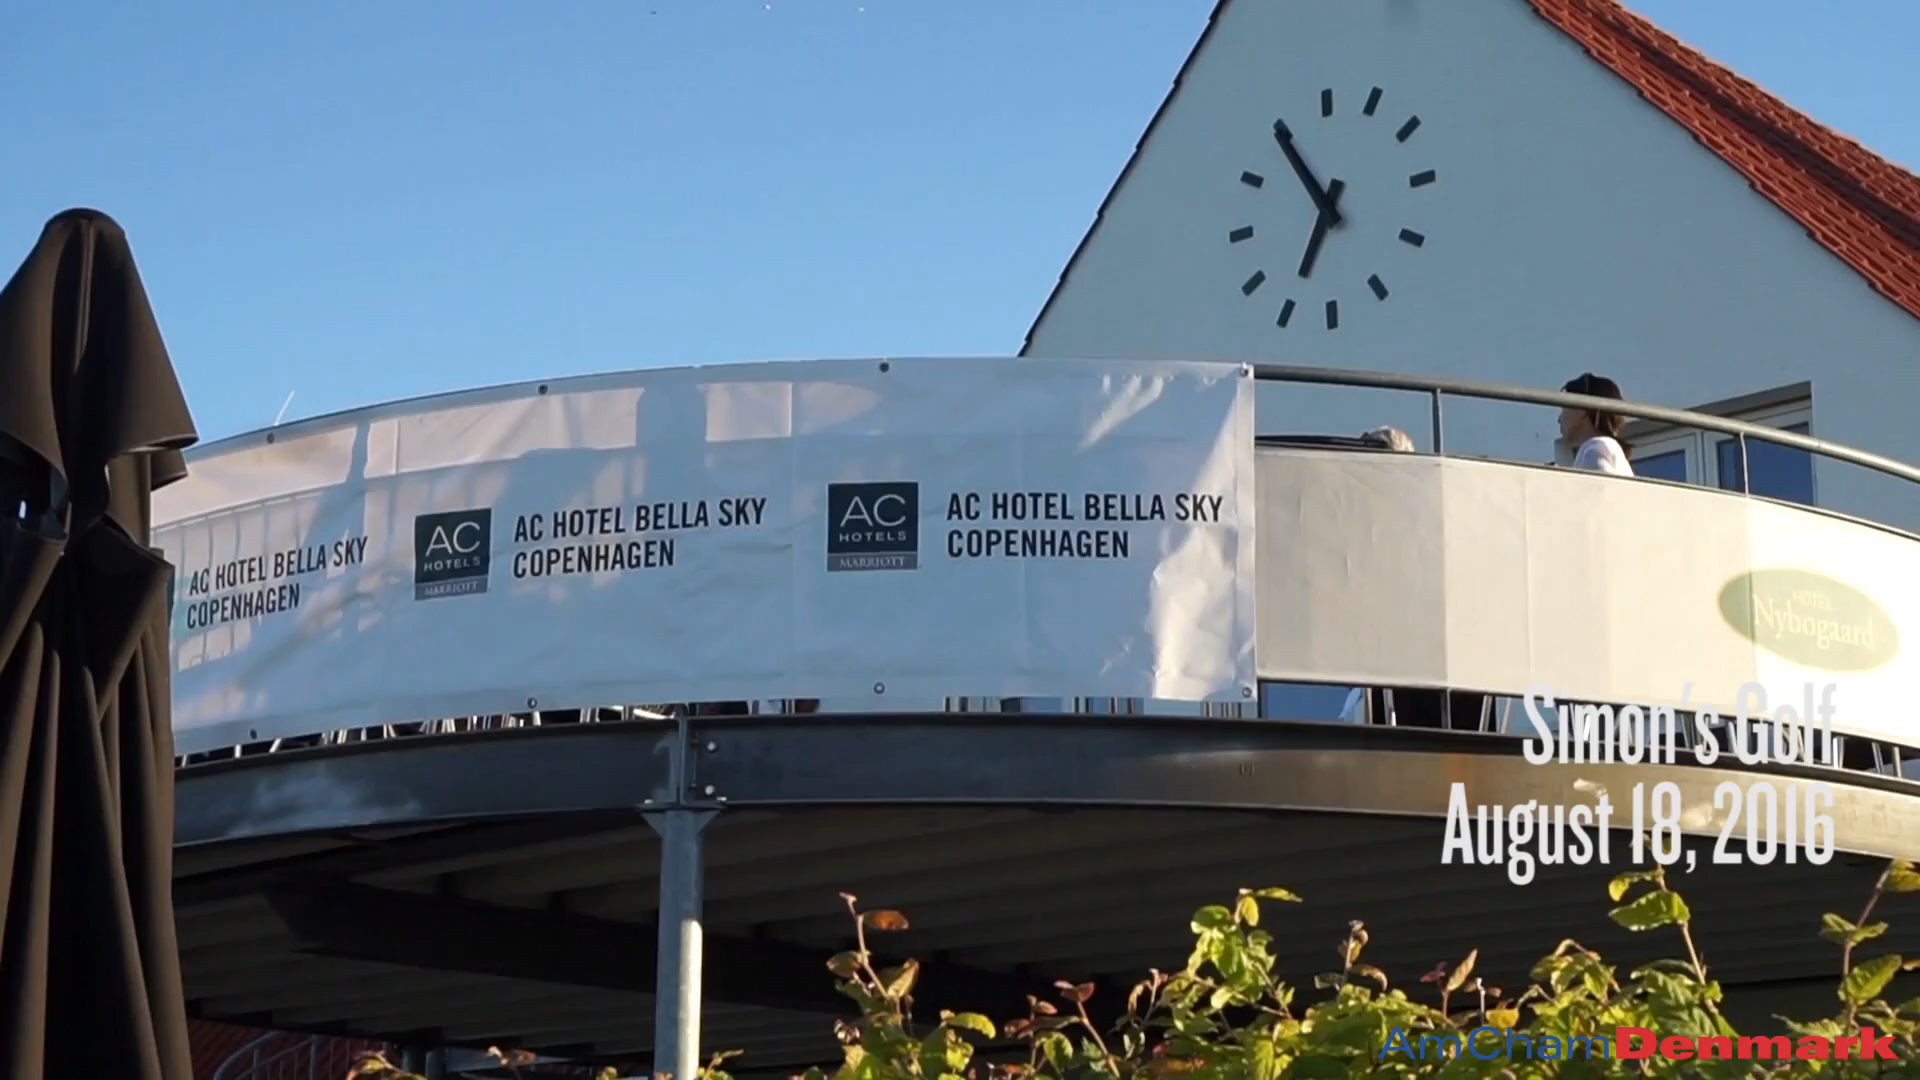 AC HOTEL BELLA SKY
COPENHAGEN
AC
HOTELS
MARRIOTT
AC HOTEL BELLA SKY
COPENHAGEN
AC
HOTELS
MARRIOTT
AC HOTEL BELLA SKY
COPENHAGEN
HOTEL
Nybogaard
Simon's Golf
August 18, 2016
AmChamDenmark